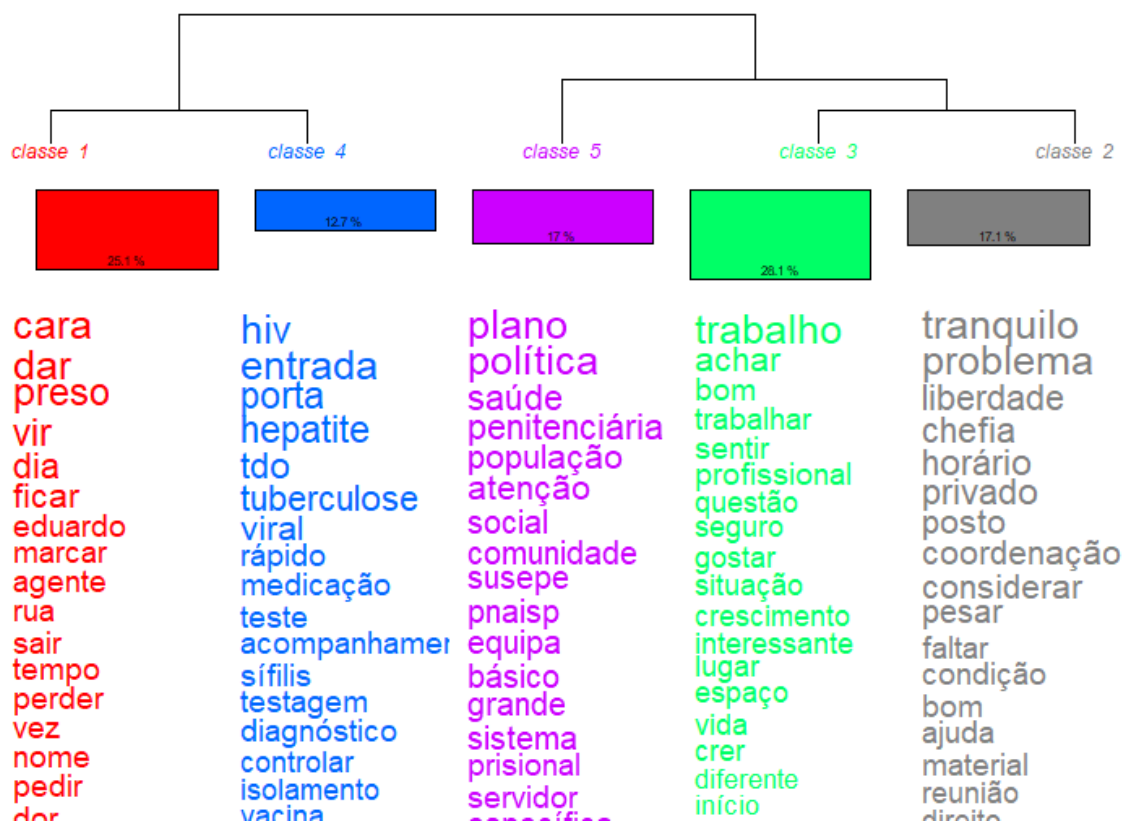 classe 1
classe 4
classe 5
classe 3
classe 2
25.1 %
12.7 %
17 %
28.1 %
17.1 %
cara
dar
preso
vir
dia
ficar
eduardo
marcar
agente
rua
sair
tempo
perder
vez
nome
pedir
dor
hiv
entrada
porta
hepatite
tdo
tuberculose
viral
rápido
medicação
teste
acompanhamer
sífilis
testagem
diagnóstico
controlar
isolamento
vacina
plano
política
saúde
penitenciária
população
atenção
social
comunidade
susepe
pnaisp
equipa
básico
grande
sistema
prisional
servidor
específica
trabalho
achar
bom
trabalhar
sentir
profissional
questão
seguro
gostar
situação
crescimento
interessante
lugar
espaço
vida
crer
diferente
início
tranquilo
problema
liberdade
chefia
horário
privado
posto
coordenação
considerar
pesar
faltar
condição
bom
ajuda
material
reunião
direito